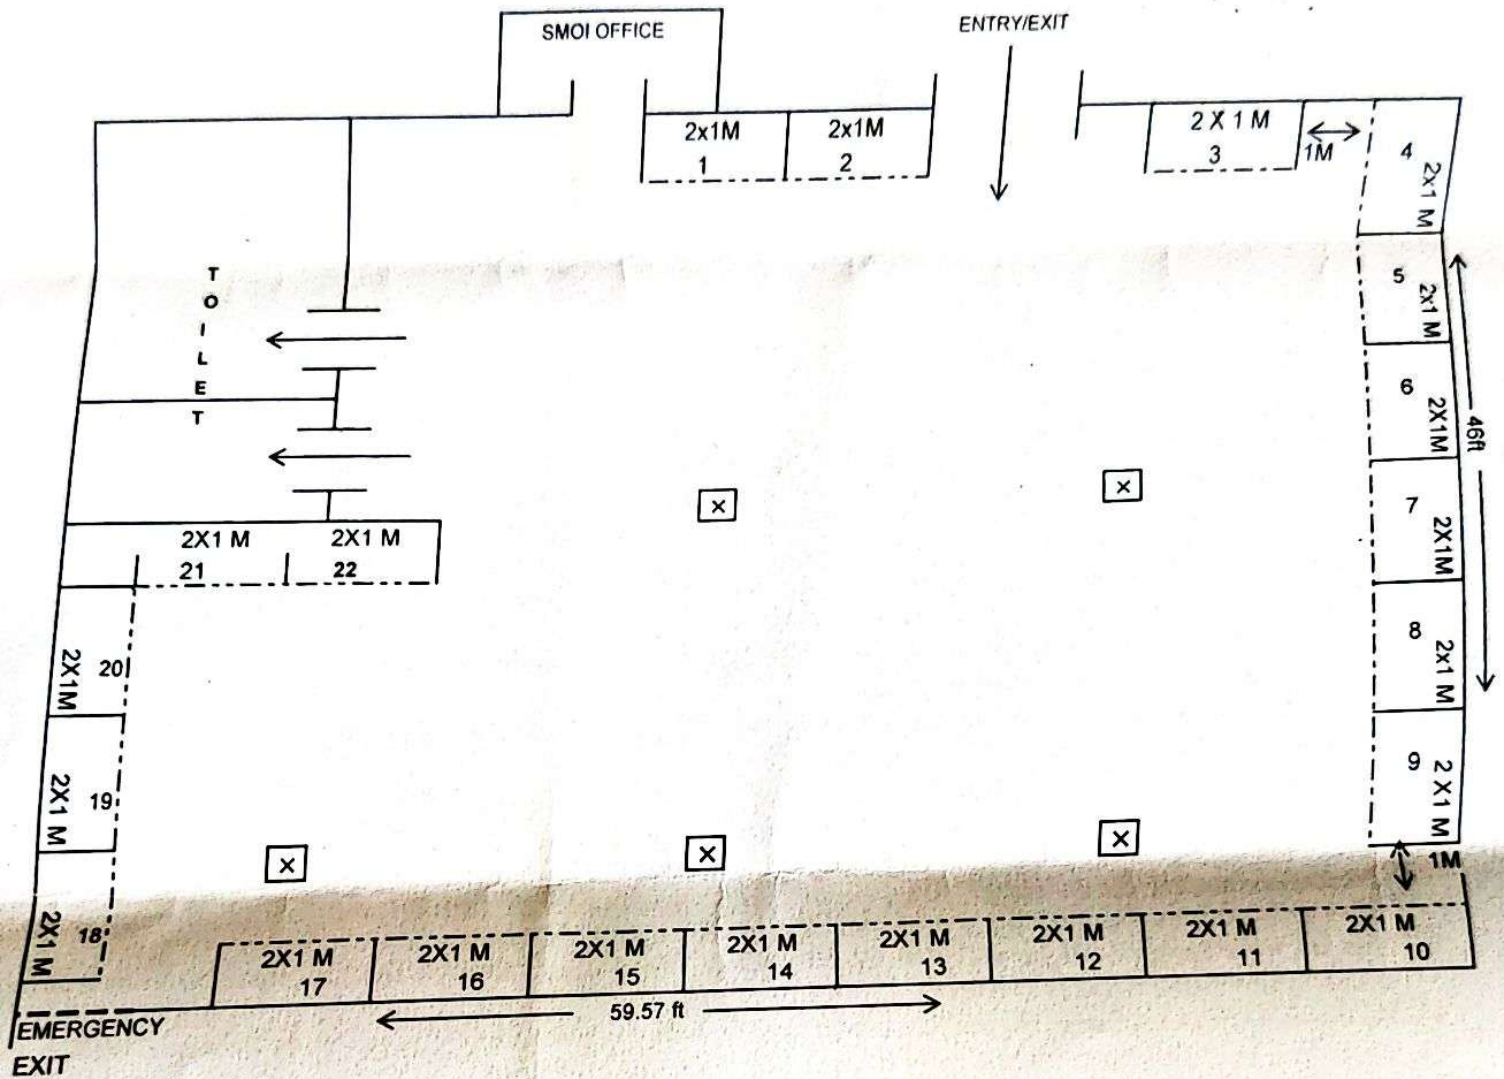 SMOI OFFICE
ENTRY/EXIT
2x1M
1
2x1M
2
2 X 1 M
3
1M
4
2X1 M
5
2x1 M
6
2X1M
7
2X1M
8
2x1 M
9
2 X1 M
1M
46ft
TOILET
2X1 M
21
2X1 M
22
2X1M
20
2X1 M
19
2X1 M
18
2X1 M
17
2X1 M
16
2X1 M
15
2X1 M
14
2X1 M
13
2X1 M
12
2X1 M
11
2X1 M
10
59.57 ft
EMERGENCY
EXIT
x
x
x
x
x